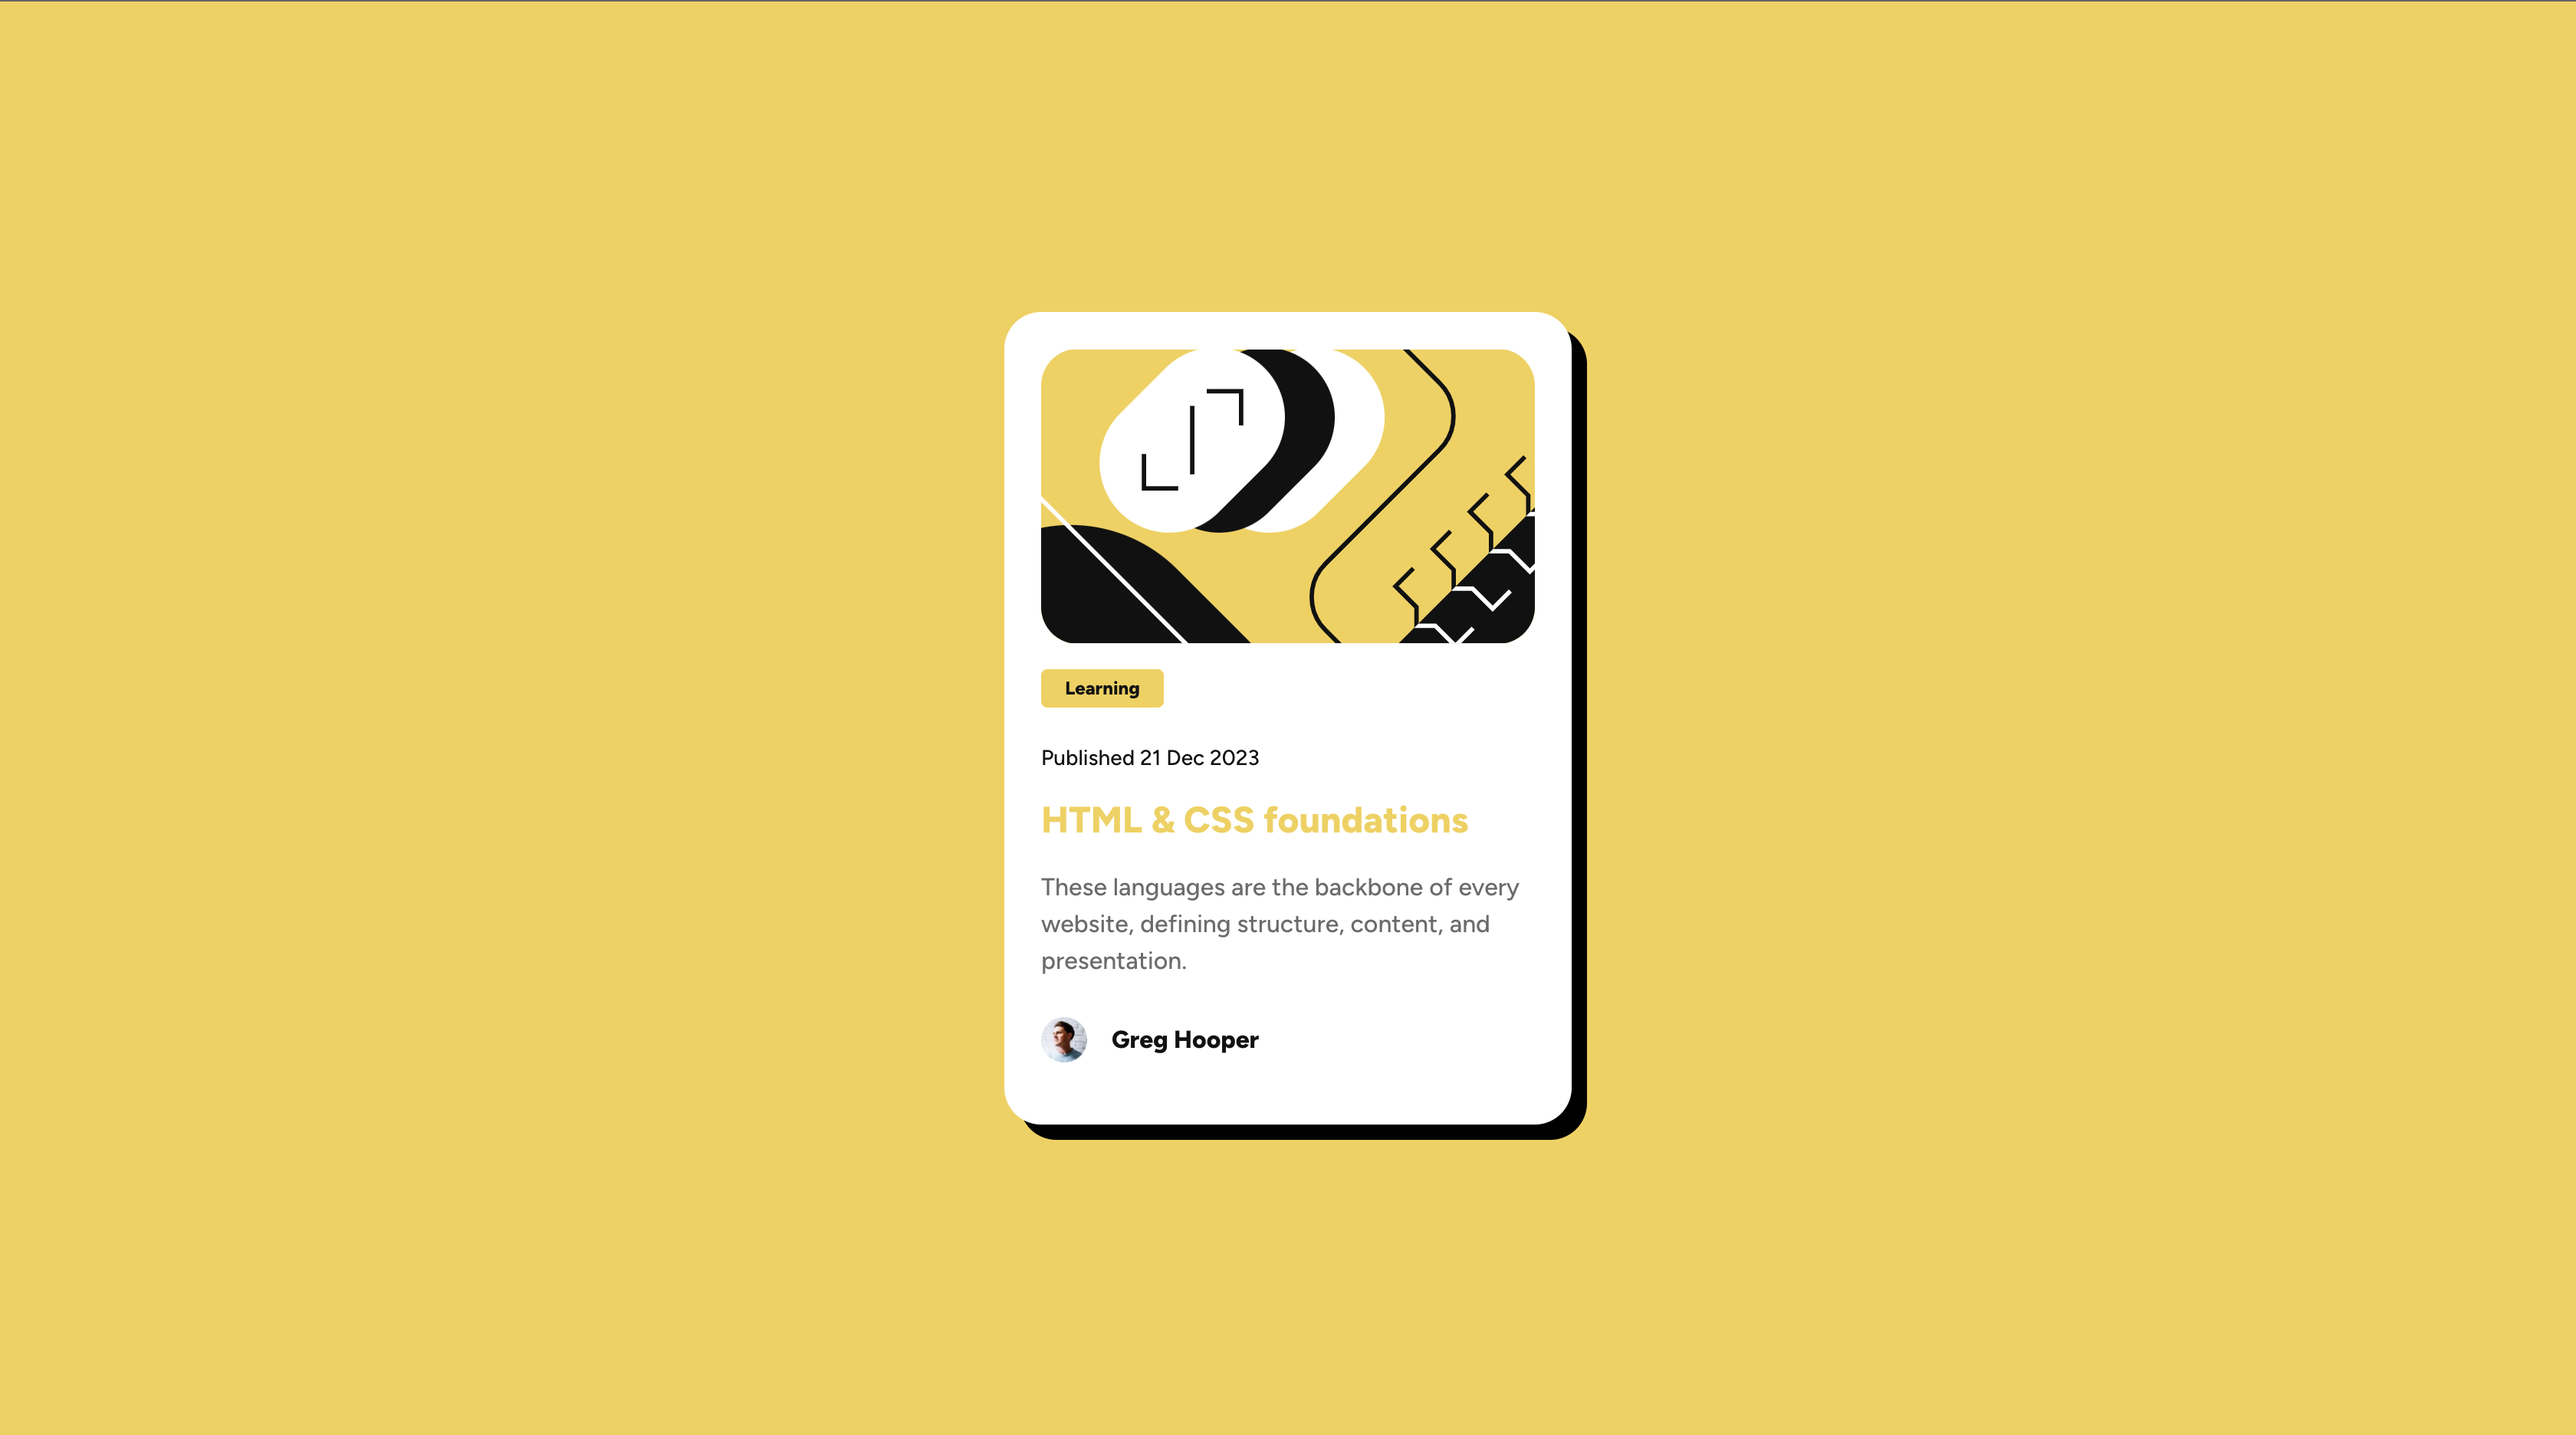 Learning
Published 21 Dec 2023
HTML & CSS foundations
These languages are the backbone of every
website, defining structure, content, and
presentation.
Greg Hooper